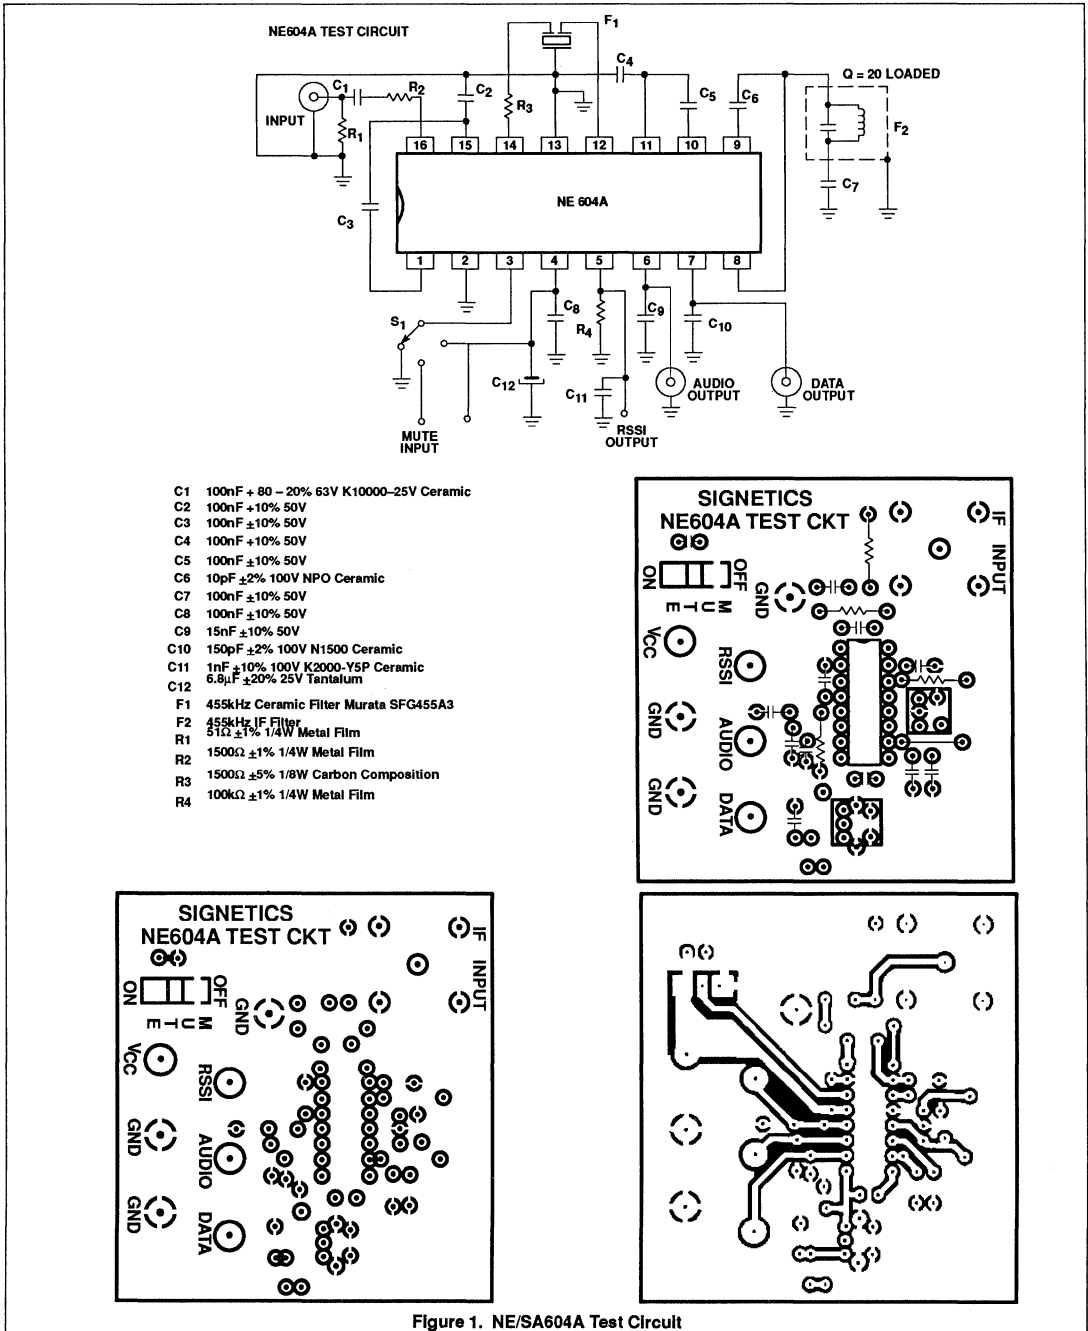 NE604A TEST CIRCUIT
F1
C4
Q = 20 LOADED
C1
R2
C2
R3
C5
C6
F2
INPUT
R1
16 15 14 13 12 11 10 9
C7
NE 604A
C3
1 2 3 4 5 6 7 8
S1
C8
R4
C9
C10
C12
C11
AUDIO OUTPUT
DATA OUTPUT
MUTE INPUT
RSSI OUTPUT
C1 100nF + 80 – 20% 63V K10000–25V Ceramic
C2 100nF +10% 50V
C3 100nF ±10% 50V
C4 100nF +10% 50V
C5 100nF ±10% 50V
C6 10pF ±2% 100V NPO Ceramic
C7 100nF ±10% 50V
C8 100nF ±10% 50V
C9 15nF ±10% 50V
C10 150pF ±2% 100V N1500 Ceramic
C11 1nF ±10% 100V K2000-Y5P Ceramic
C12 6.8µF ±20% 25V Tantalum
F1 455kHz Ceramic Filter Murata SFG455A3
F2 455kHz IF Filter
R1 51Ω ±1% 1/4W Metal Film
R2 1500Ω ±1% 1/4W Metal Film
R3 1500Ω ±5% 1/8W Carbon Composition
R4 100kΩ ±1% 1/4W Metal Film
SIGNETICS
NE604A TEST CKT
IF INPUT
ON
OFF
MUTE
GND
VCC
RSSI
GND
AUDIO
GND
DATA
SIGNETICS
NE604A TEST CKT
IF INPUT
ON
OFF
MUTE
GND
VCC
RSSI
GND
AUDIO
GND
DATA
Figure 1. NE/SA604A Test Circuit